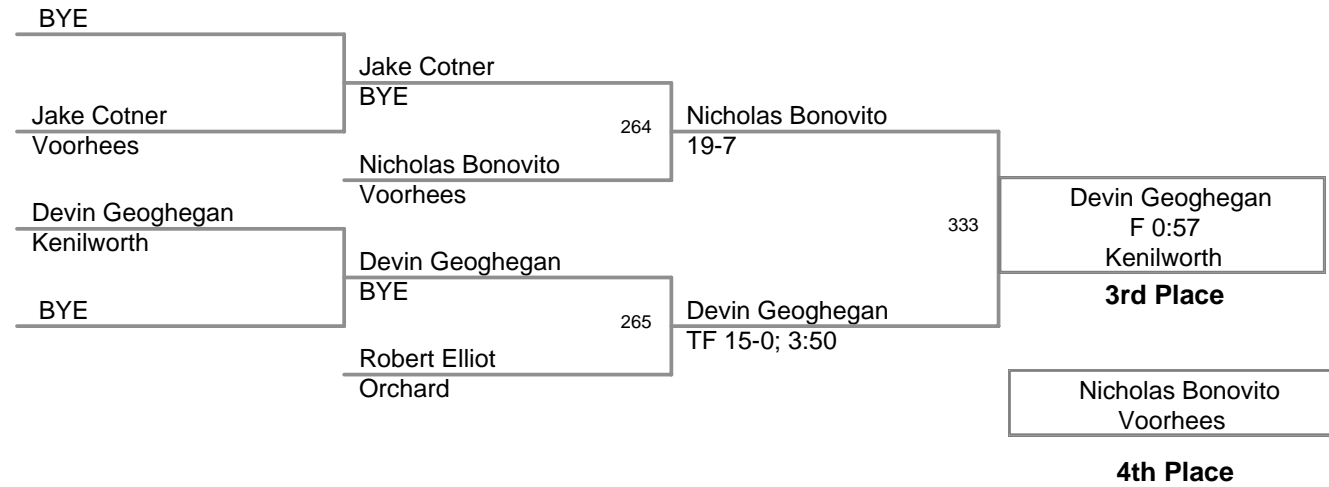 BYE
Jake Cotner
Voorhees
Devin Geoghegan
Kenilworth
BYE
Jake Cotner
BYE
264
Nicholas Bonovito
Voorhees
Devin Geoghegan
BYE
265
Robert Elliot
Orchard
Nicholas Bonovito
19-7
333
Devin Geoghegan
TF 15-0; 3:50
Devin Geoghegan
F 0:57
Kenilworth
3rd Place
Nicholas Bonovito
Voorhees
4th Place